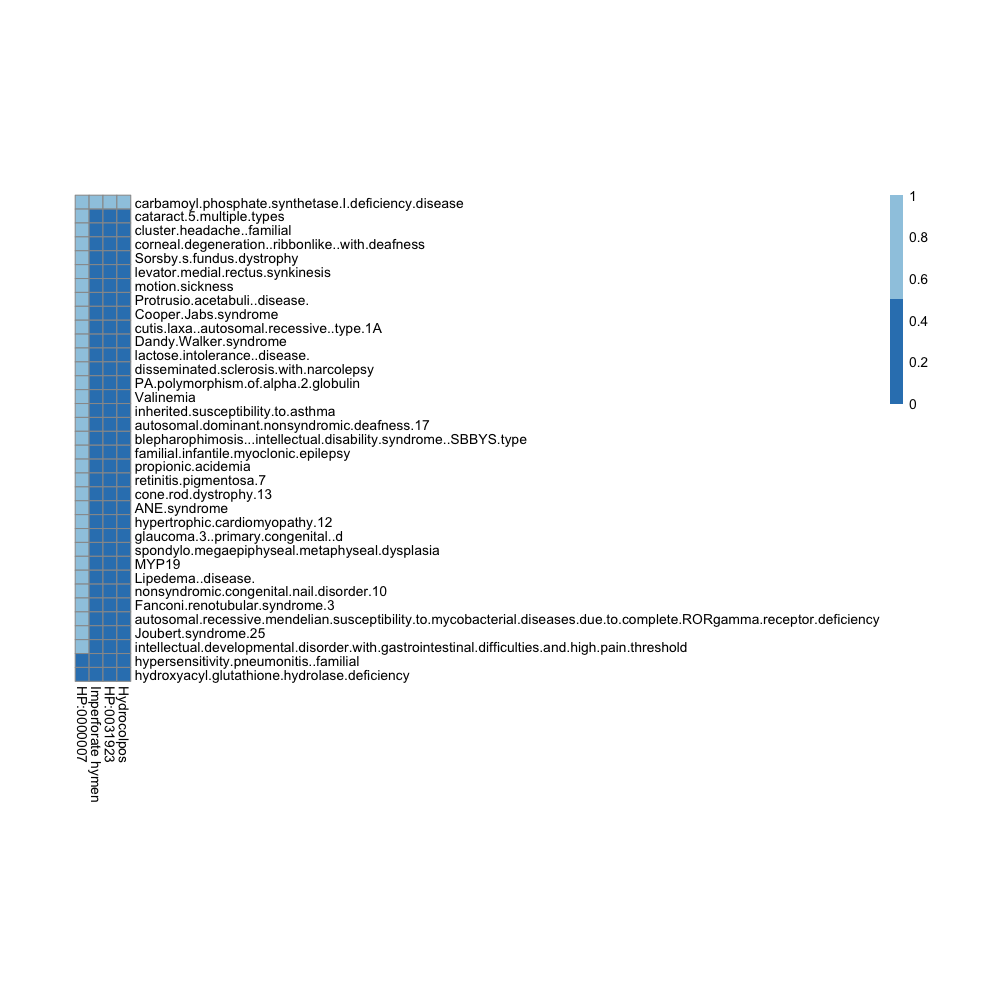 carbamoyl.phosphate.synthetase.I.deficiency.disease
cataract.5.multiple.types
cluster.headache..familial
corneal.degeneration..ribbonlike..with.deafness
Sorsby.s.fundus.dystrophy
levator.medial.rectus.synkinesis
motion.sickness
Protrusio.acetabuli..disease.
Cooper.Jabs.syndrome
cutis.laxa..autosomal.recessive..type.1A
Dandy.Walker.syndrome
lactose.intolerance..disease.
disseminated.sclerosis.with.narcolepsy
PA.polymorphism.of.alpha.2.globulin
Valinemia
inherited.susceptibility.to.asthma
autosomal.dominant.nonsyndromic.deafness.17
blepharophimosis...intellectual.disability.syndrome..SBBYS.type
familial.infantile.myoclonic.epilepsy
propionic.acidemia
retinitis.pigmentosa.7
cone.rod.dystrophy.13
ANE.syndrome
hypertrophic.cardiomyopathy.12
glaucoma.3..primary.congenital..d
spondylo.megaepiphyseal.metaphyseal.dysplasia
MYP19
Lipedema..disease.
nonsyndromic.congenital.nail.disorder.10
Fanconi.renotubular.syndrome.3
autosomal.recessive.mendelian.susceptibility.to.mycobacterial.diseases.due.to.complete.RORgamma.receptor.deficiency
Joubert.syndrome.25
intellectual.developmental.disorder.with.gastrointestinal.difficulties.and.high.pain.threshold
hypersensitivity.pneumonitis..familial
hydroxyacyl.glutathione.hydrolase.deficiency
HP:0000007
Imperforate hymen
HP:0031923
Hydrocolpos
1
0.8
0.6
0.4
0.2
0